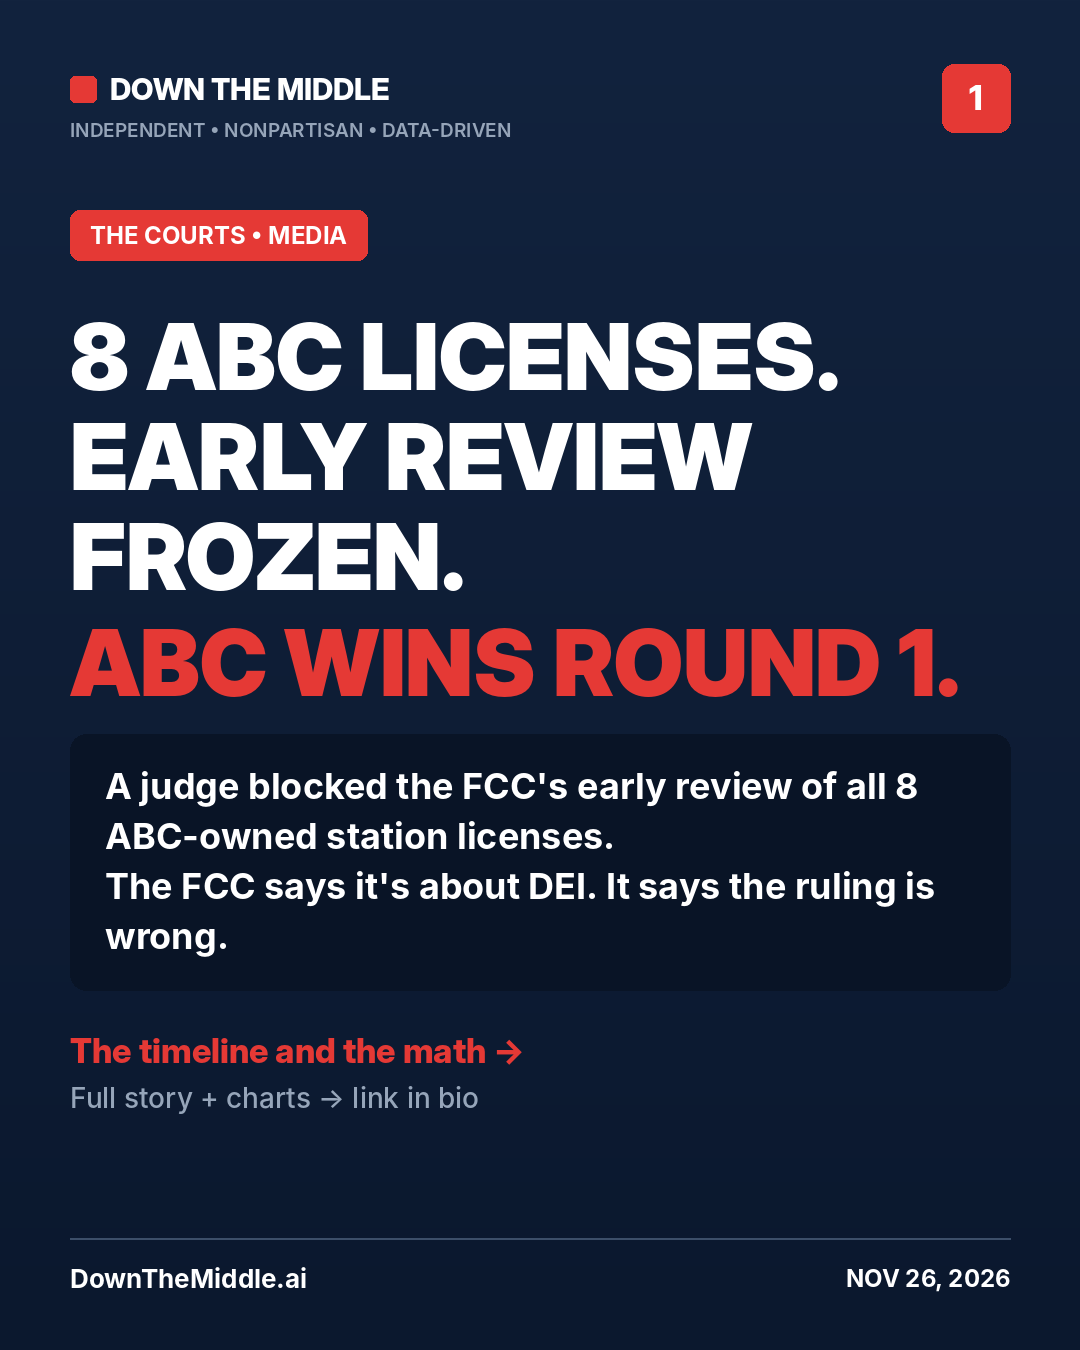 DOWN THE MIDDLE
1
INDEPENDENT • NONPARTISAN • DATA-DRIVEN
THE COURTS • MEDIA
8 ABC LICENSES.
EARLY REVIEW
FROZEN.
ABC WINS ROUND 1.
A judge blocked the FCC's early review of all 8
ABC-owned station licenses.
The FCC says it's about DEI. It says the ruling is
wrong.
The timeline and the math →
Full story + charts → link in bio
DownTheMiddle.ai
NOV 26, 2026